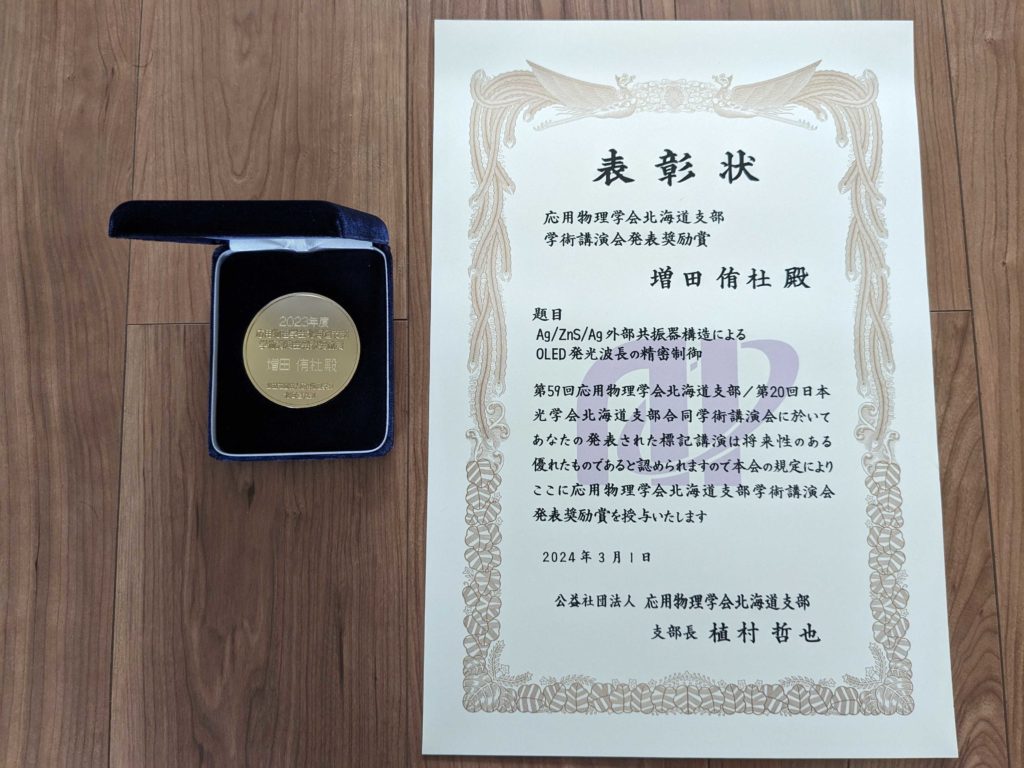 2023年度
増田 侑杜 殿
表彰状
応用物理学会北海道支部
学術講演会発表奨励賞
増田 侑杜 殿
題目
Ag/ZnS/Ag 外部共振器構造による
OLED 発光波長の精密制御
第59回応用物理学会北海道支部/第20回日本
光学会北海道支部合同学術講演会に於いて
あなたの発表された標記講演は将来性のある
優れたものであると認められますので本会の規定により
ここに応用物理学会北海道支部学術講演会
発表奨励賞を授与いたします
2024年3月1日
公益社団法人 応用物理学会北海道支部
支部長 植村 哲也